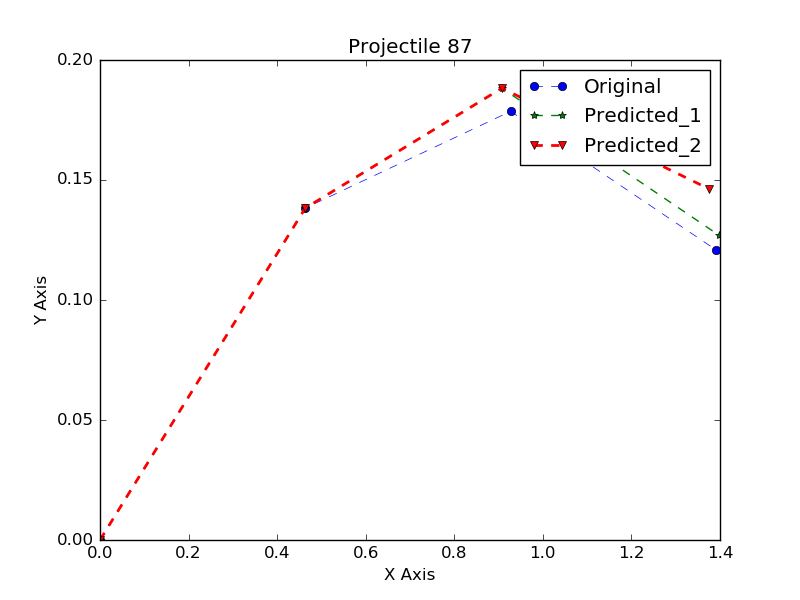 Projectile 87
Original
Predicted_1
Predicted_2
0.20
0.15
0.10
0.05
0.00
Y Axis
0.0 0.2 0.4 0.6 0.8 1.0 1.2 1.4
X Axis